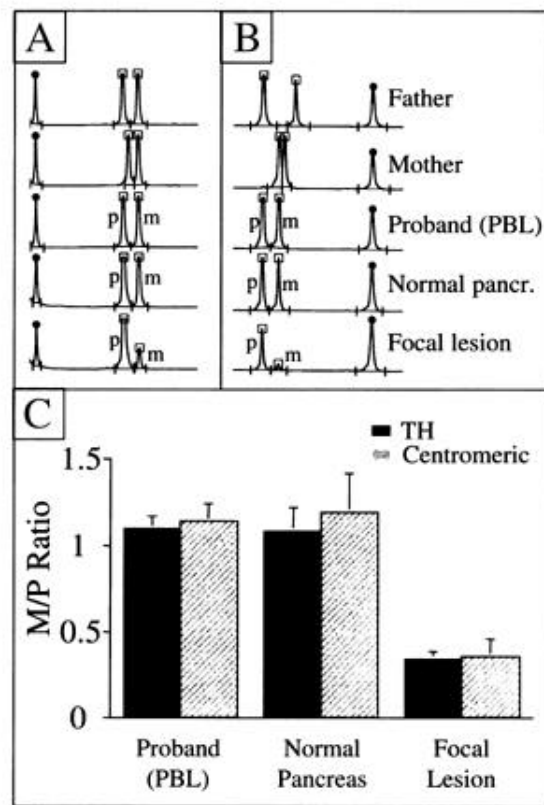 A
B
Father
Mother
p
m
p
m
Proband (PBL)
p
m
p
m
Normal pancr.
p
m
p
m
Focal lesion
C
TH
Centromeric
M/P Ratio
1.5
1
0.5
0
Proband
(PBL)
Normal
Pancreas
Focal
Lesion